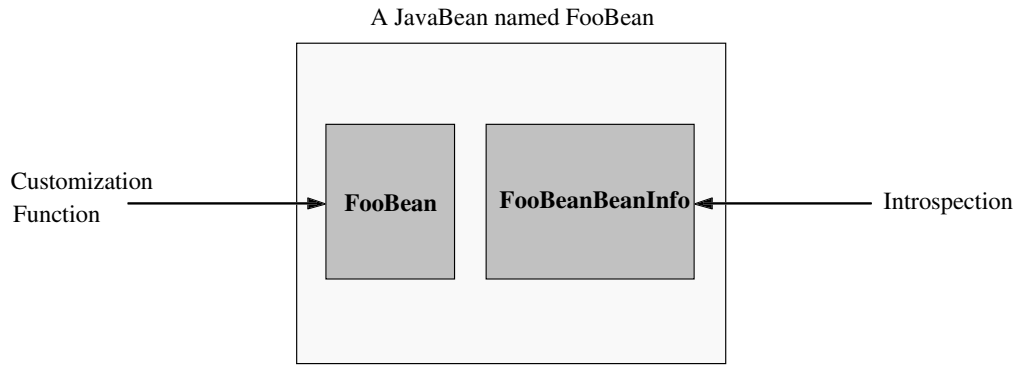 A JavaBean named FooBean
Customization
Function
FooBean
FooBeanBeanInfo
Introspection